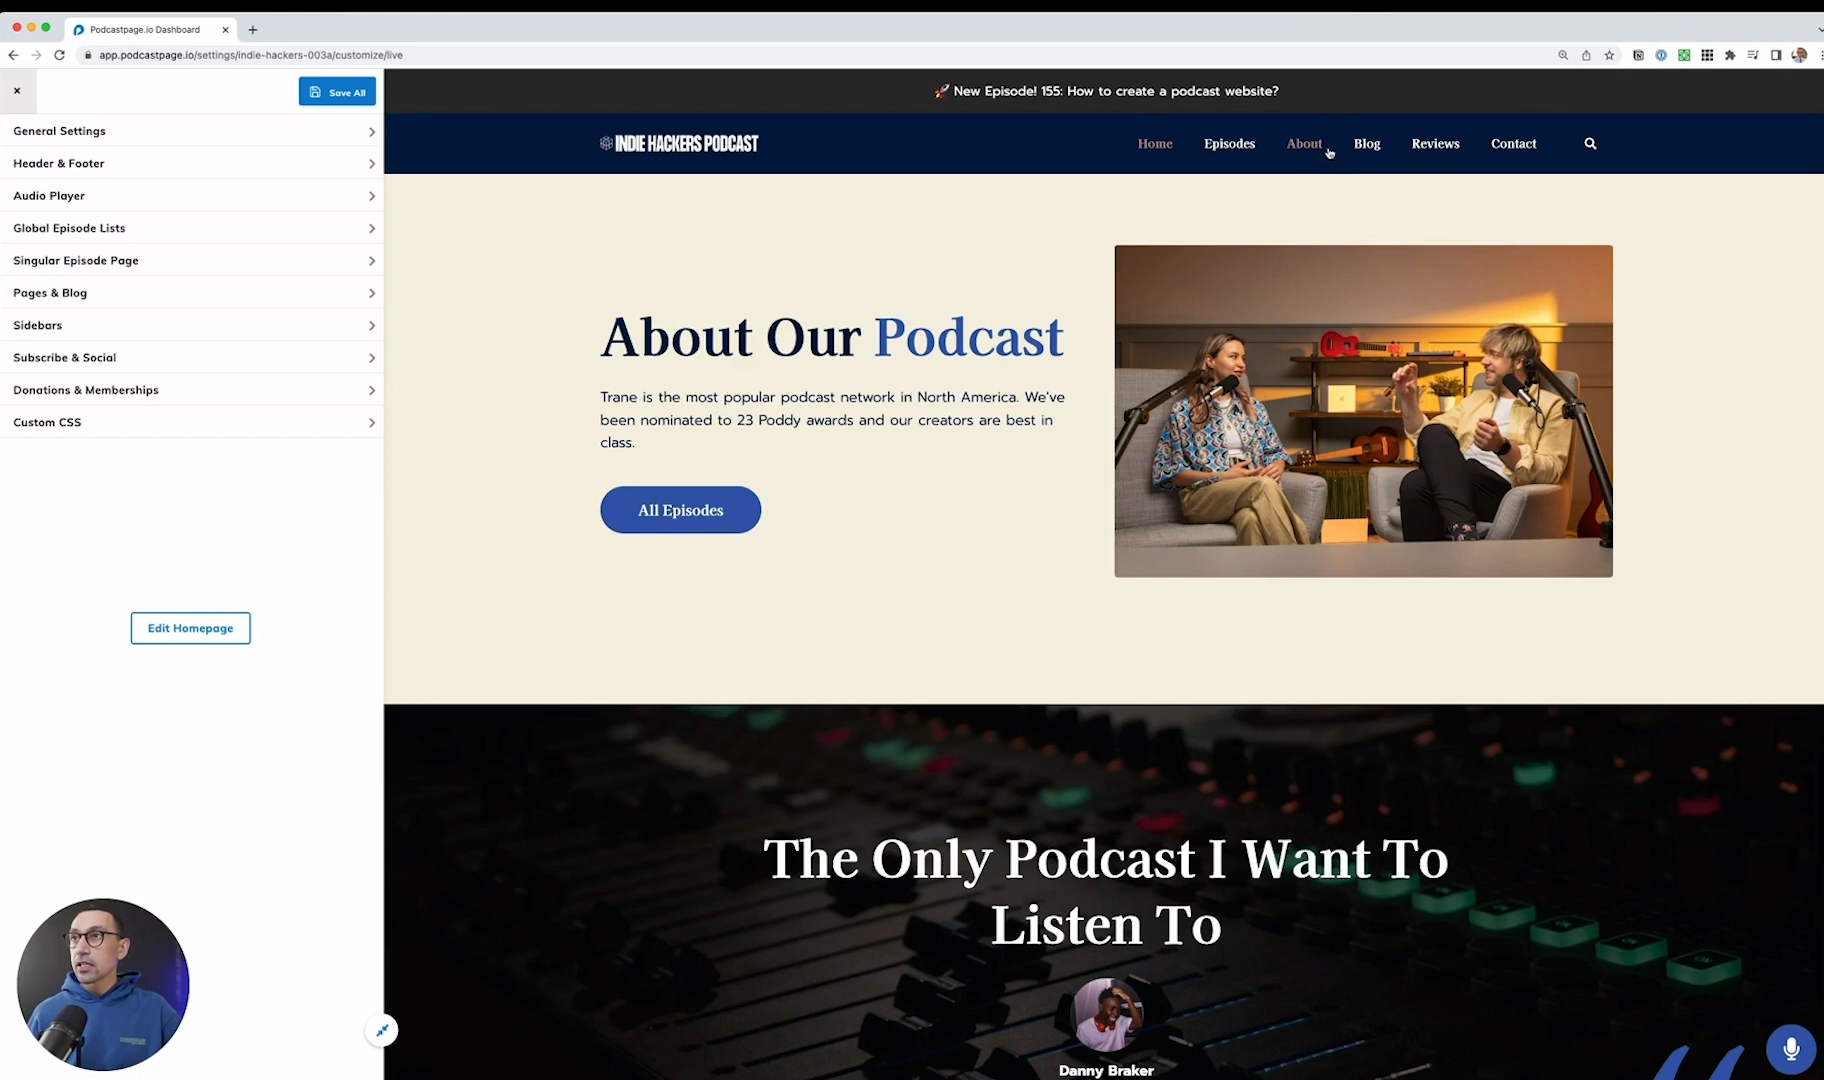 Podcastpage.io Dashboard
app.podcastpage.io/settings/indie-hackers-003a/customize/live
Save All
General Settings
Header & Footer
Audio Player
Global Episode Lists
Singular Episode Page
Pages & Blog
Sidebars
Subscribe & Social
Donations & Memberships
Custom CSS
Edit Homepage
🚀 New Episode! 155: How to create a podcast website?
INDIE HACKERS PODCAST
Home Episodes About Blog Reviews Contact
About Our Podcast
Trane is the most popular podcast network in North America. We've
been nominated to 23 Poddy awards and our creators are best in
class.
All Episodes
The Only Podcast I Want To
Listen To
Danny Braker